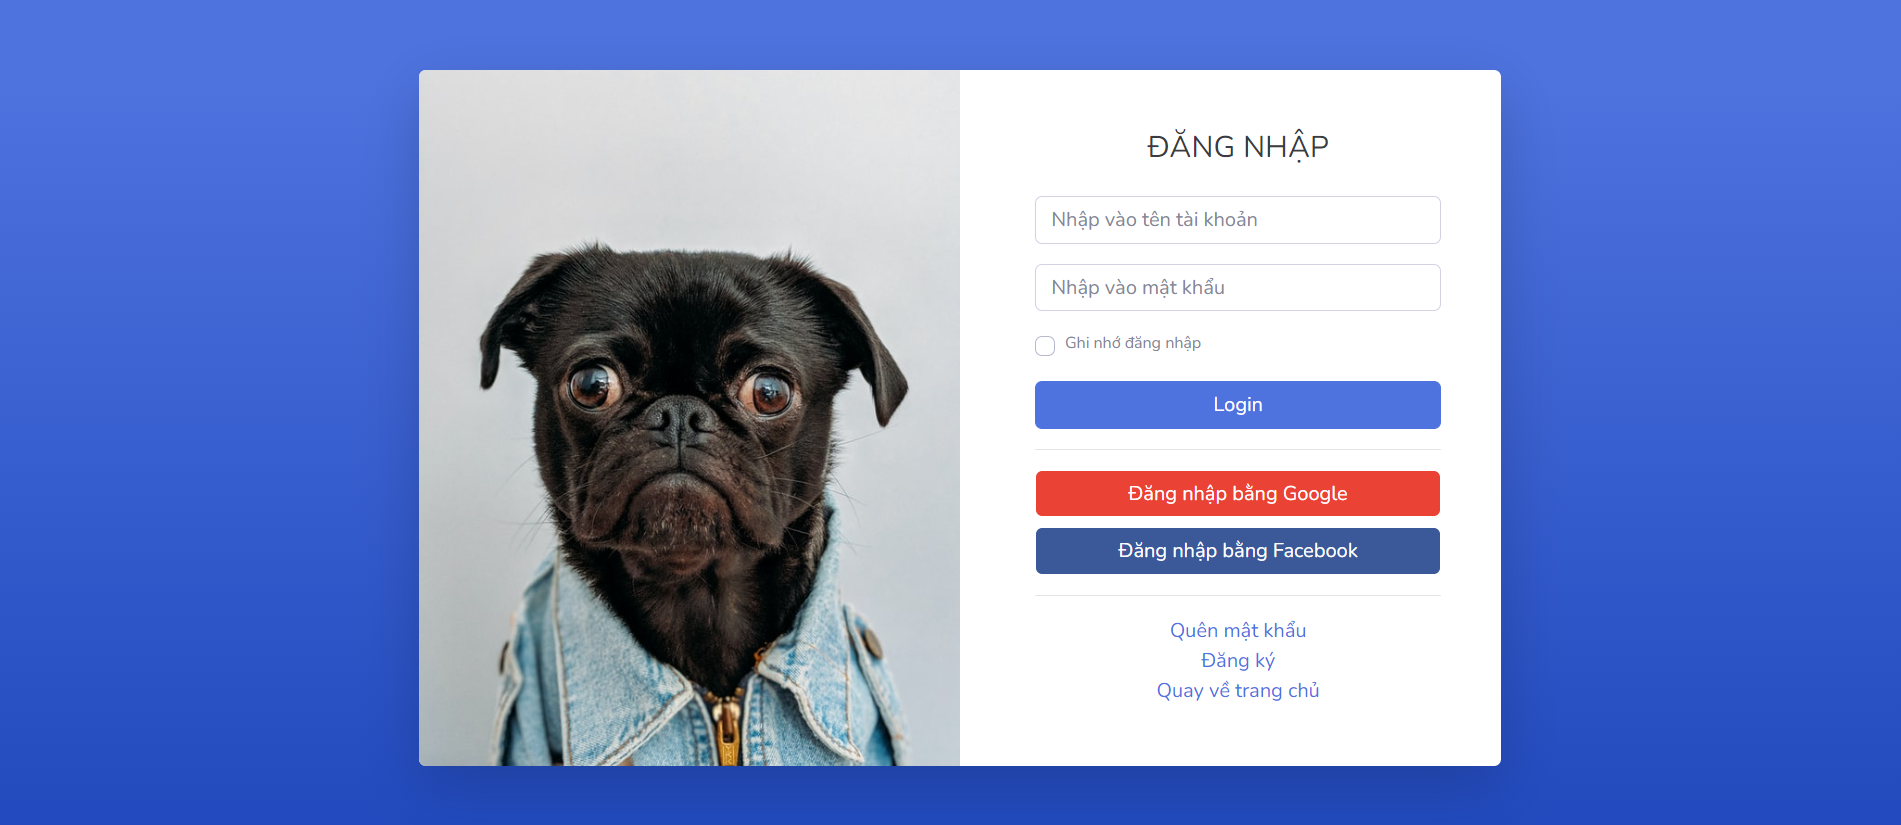 ĐĂNG NHẬP
Nhập vào tên tài khoản
Nhập vào mật khẩu
Ghi nhớ đăng nhập
Login
Đăng nhập bằng Google
Đăng nhập bằng Facebook
Quên mật khẩu
Đăng ký
Quay về trang chủ